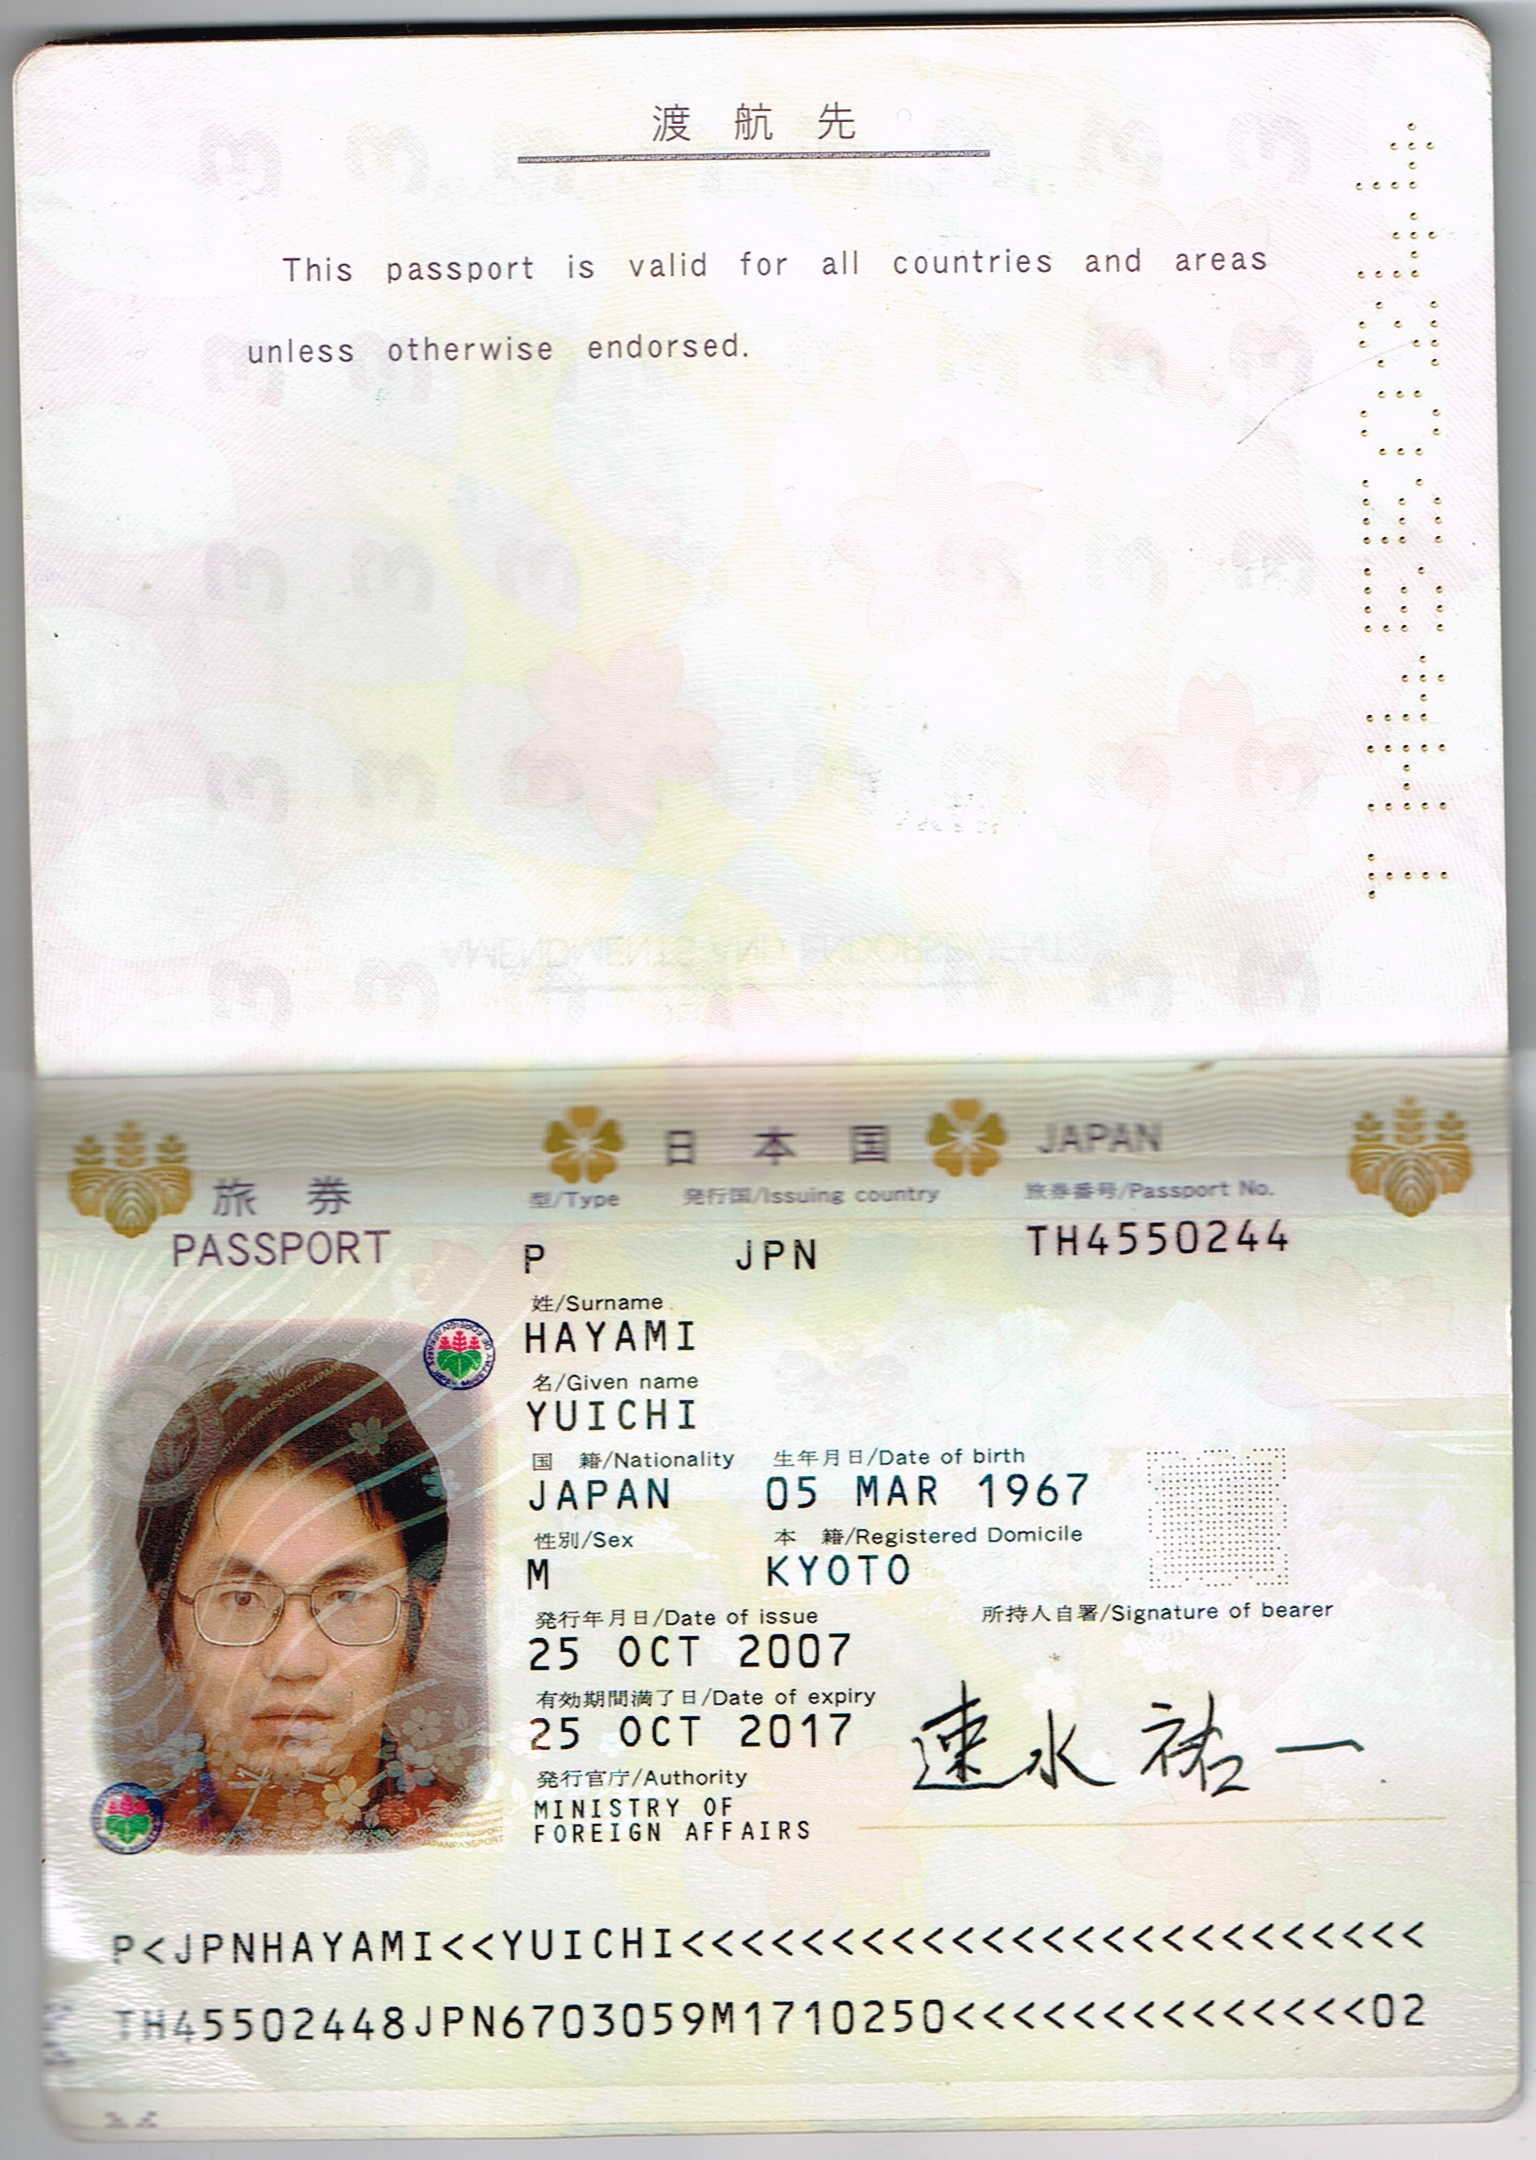 渡航先
This passport is valid for all countries and areas
unless otherwise endorsed.
TH4550244
旅券
PASSPORT
日本国 JAPAN
型/Type 発行国/Issuing country 旅券番号/Passport No.
P JPN TH4550244
姓/Surname
HAYAMI
名/Given name
YUICHI
国 籍/Nationality 生年月日/Date of birth
JAPAN 05 MAR 1967
性別/Sex 本 籍/Registered Domicile
M KYOTO
発行年月日/Date of issue 所持人自署/Signature of bearer
25 OCT 2007
有効期間満了日/Date of expiry
25 OCT 2017
速水 祐一
発行官庁/Authority
MINISTRY OF
FOREIGN AFFAIRS
P<JPNHAYAMI<<YUICHI<<<<<<<<<<<<<<<<<<<<<<<<<
TH45502448JPN6703059M1710250<<<<<<<<<<<<<<02